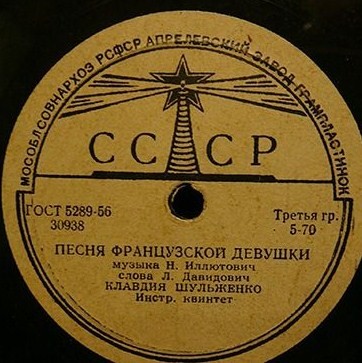 МОСОБЛСОВНАРХОЗ РСФСР АПРЕЛЕВСКИЙ ЗАВОД ГРАМПЛАСТИНОК
СССР
ГОСТ 5289-56
30938
Третья гр.
5-70
ПЕСНЯ ФРАНЦУЗСКОЙ ДЕВУШКИ
музыка Н. Иллютович
слова Л. Давидович
КЛАВДИЯ ШУЛЬЖЕНКО
Инстр. квинтет